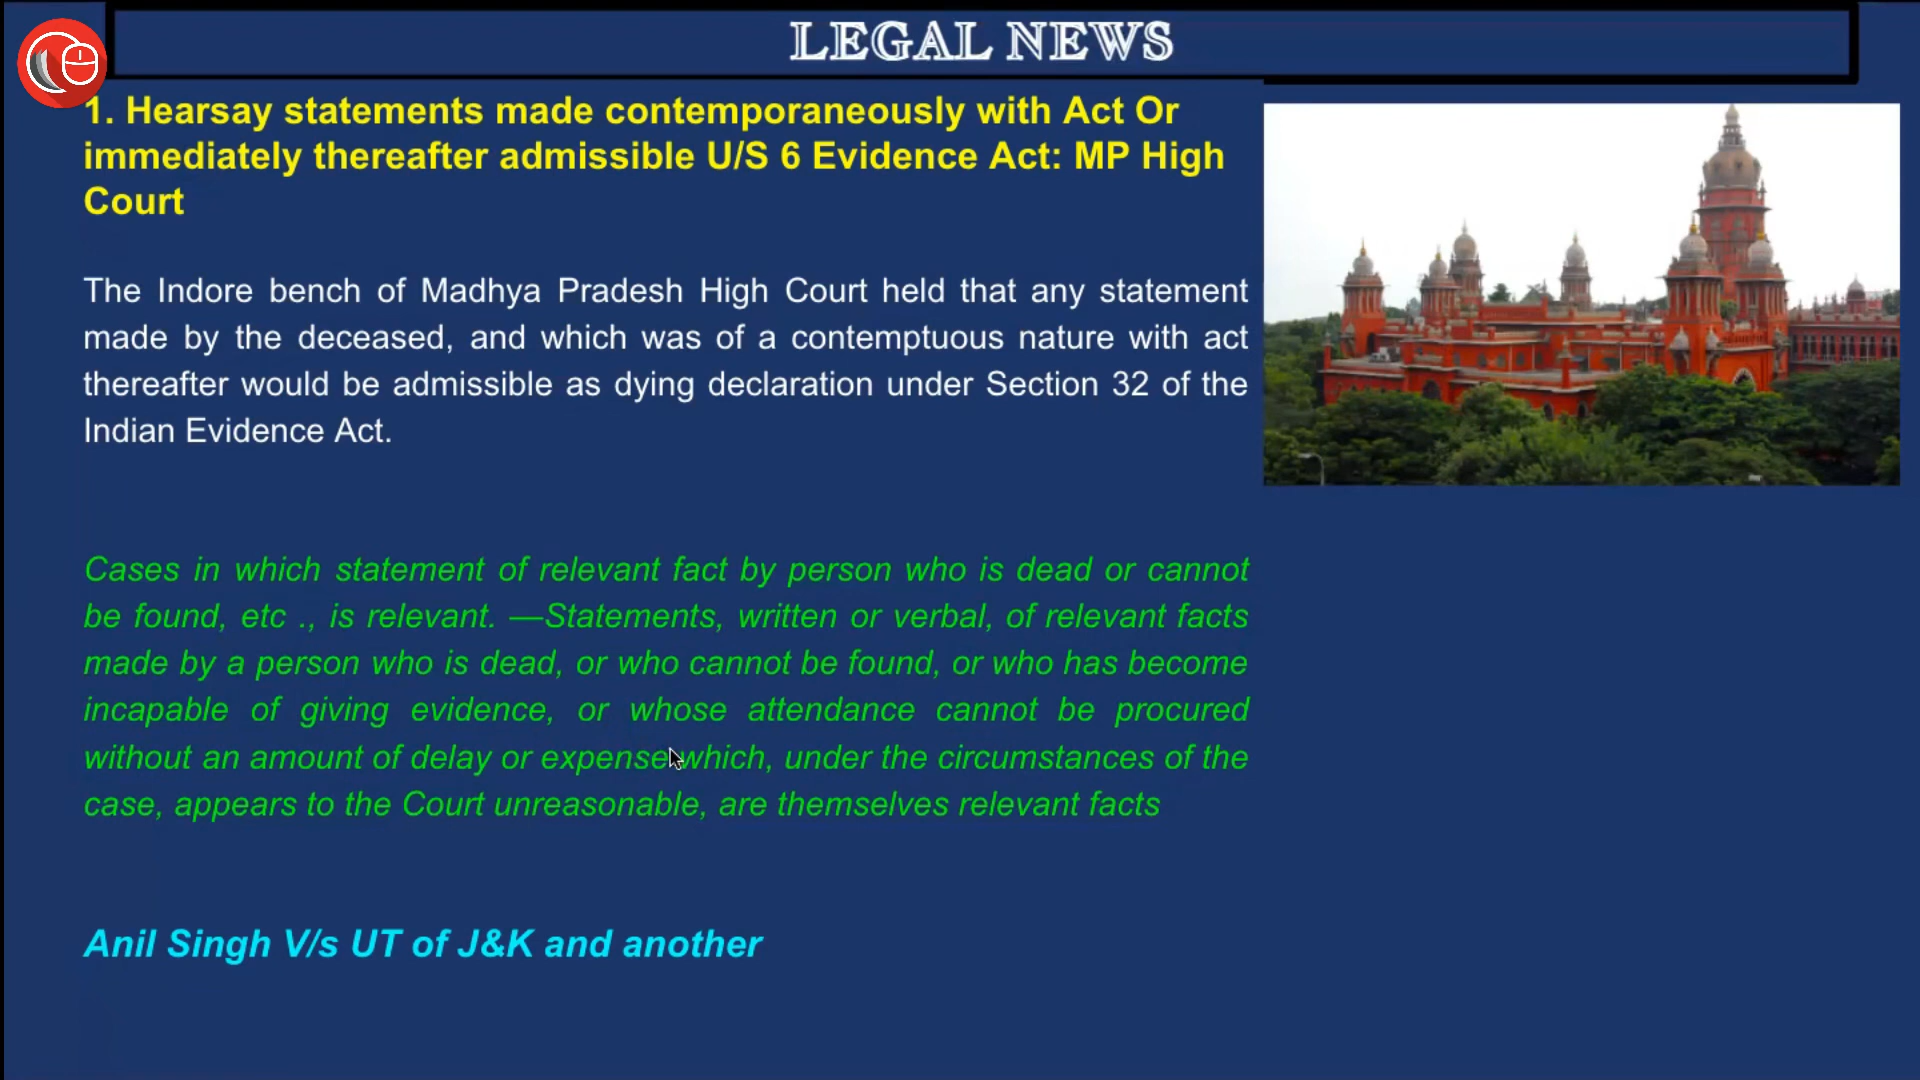 LEGAL NEWS
1. Hearsay statements made contemporaneously with Act Or
immediately thereafter admissible U/S 6 Evidence Act: MP High
Court
The Indore bench of Madhya Pradesh High Court held that any statement
made by the deceased, and which was of a contemptuous nature with act
thereafter would be admissible as dying declaration under Section 32 of the
Indian Evidence Act.
Cases in which statement of relevant fact by person who is dead or cannot
be found, etc ., is relevant. —Statements, written or verbal, of relevant facts
made by a person who is dead, or who cannot be found, or who has become
incapable of giving evidence, or whose attendance cannot be procured
without an amount of delay or expense which, under the circumstances of the
case, appears to the Court unreasonable, are themselves relevant facts
Anil Singh V/s UT of J&K and another